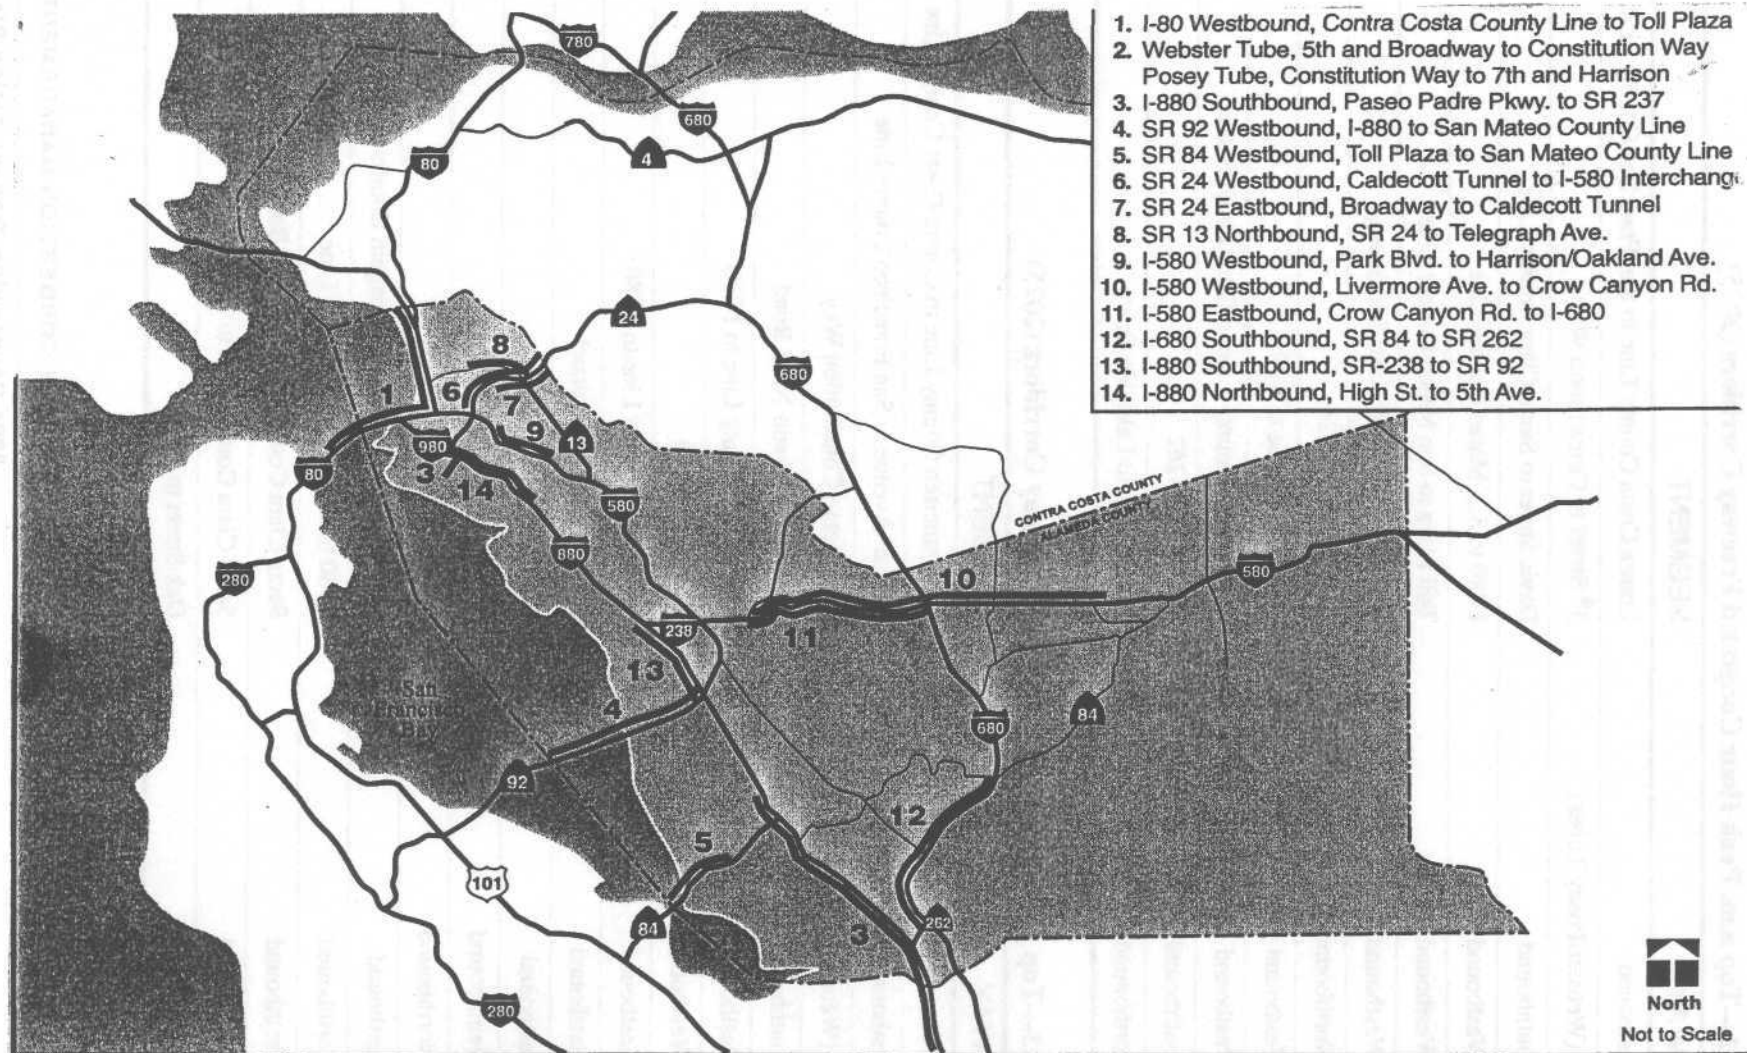 1. I-80 Westbound, Contra Costa County Line to Toll Plaza
2. Webster Tube, 5th and Broadway to Constitution Way
Posey Tube, Constitution Way to 7th and Harrison
3. I-880 Southbound, Paseo Padre Pkwy. to SR 237
4. SR 92 Westbound, I-880 to San Mateo County Line
5. SR 84 Westbound, Toll Plaza to San Mateo County Line
6. SR 24 Westbound, Caldecott Tunnel to I-580 Interchange
7. SR 24 Eastbound, Broadway to Caldecott Tunnel
8. SR 13 Northbound, SR 24 to Telegraph Ave.
9. I-580 Westbound, Park Blvd. to Harrison/Oakland Ave.
10. I-580 Westbound, Livermore Ave. to Crow Canyon Rd.
11. I-580 Eastbound, Crow Canyon Rd. to I-680
12. I-680 Southbound, SR 84 to SR 262
13. I-880 Southbound, SR-238 to SR 92
14. I-880 Northbound, High St. to 5th Ave.
780
680
80
4
24
8
680
1
6
7
9
13
980
80
3
14
580
CONTRA COSTA COUNTY
ALAMEDA COUNTY
880
280
10
580
238
11
13
San
Francisco
Bay
4
84
680
92
12
5
101
84
3
262
280
North
Not to Scale